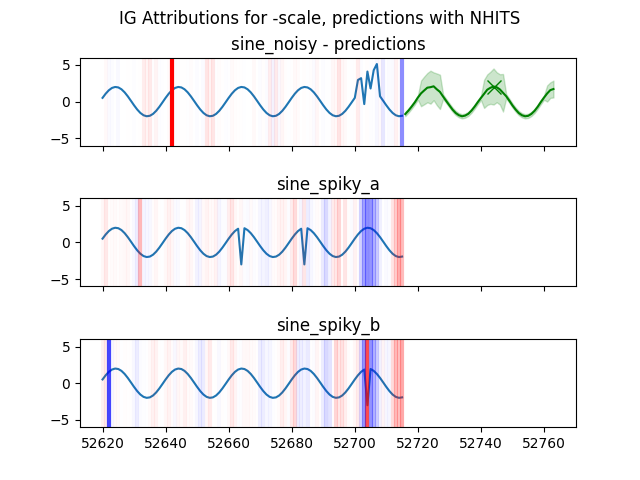 IG Attributions for -scale, predictions with NHITS
sine_noisy - predictions
5
0
−5
sine_spiky_a
5
0
−5
sine_spiky_b
5
0
−5
52620 52640 52660 52680 52700 52720 52740 52760